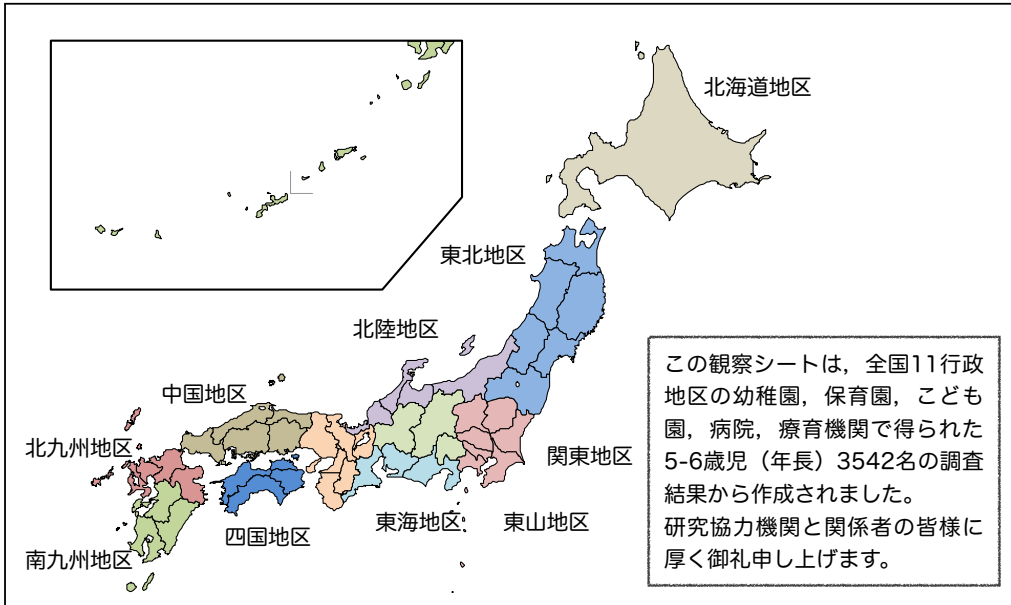 北海道地区
東北地区
北陸地区
中国地区
北九州地区
関東地区
東海地区
東山地区
四国地区
南九州地区
この観察シートは，全国11行政
地区の幼稚園，保育園，こども
園，病院，療育機関で得られた
5-6歳児（年長）3542名の調査
結果から作成されました。
研究協力機関と関係者の皆様に
厚く御礼申し上げます。